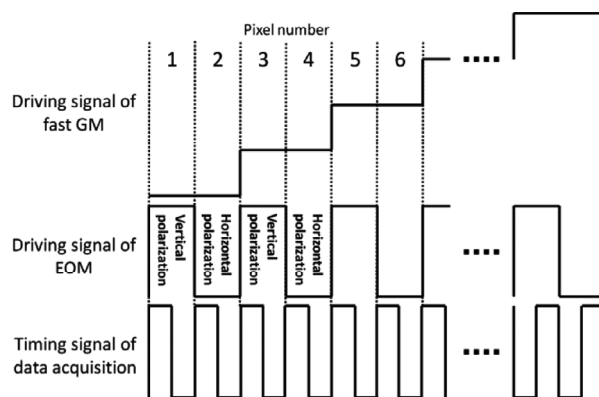 Pixel number
1 2 3 4 5 6
Driving signal of
fast GM
Driving signal of
EOM
Vertical
polarization
Horizontal
polarization
Vertical
polarization
Horizontal
polarization
Timing signal of
data acquisition